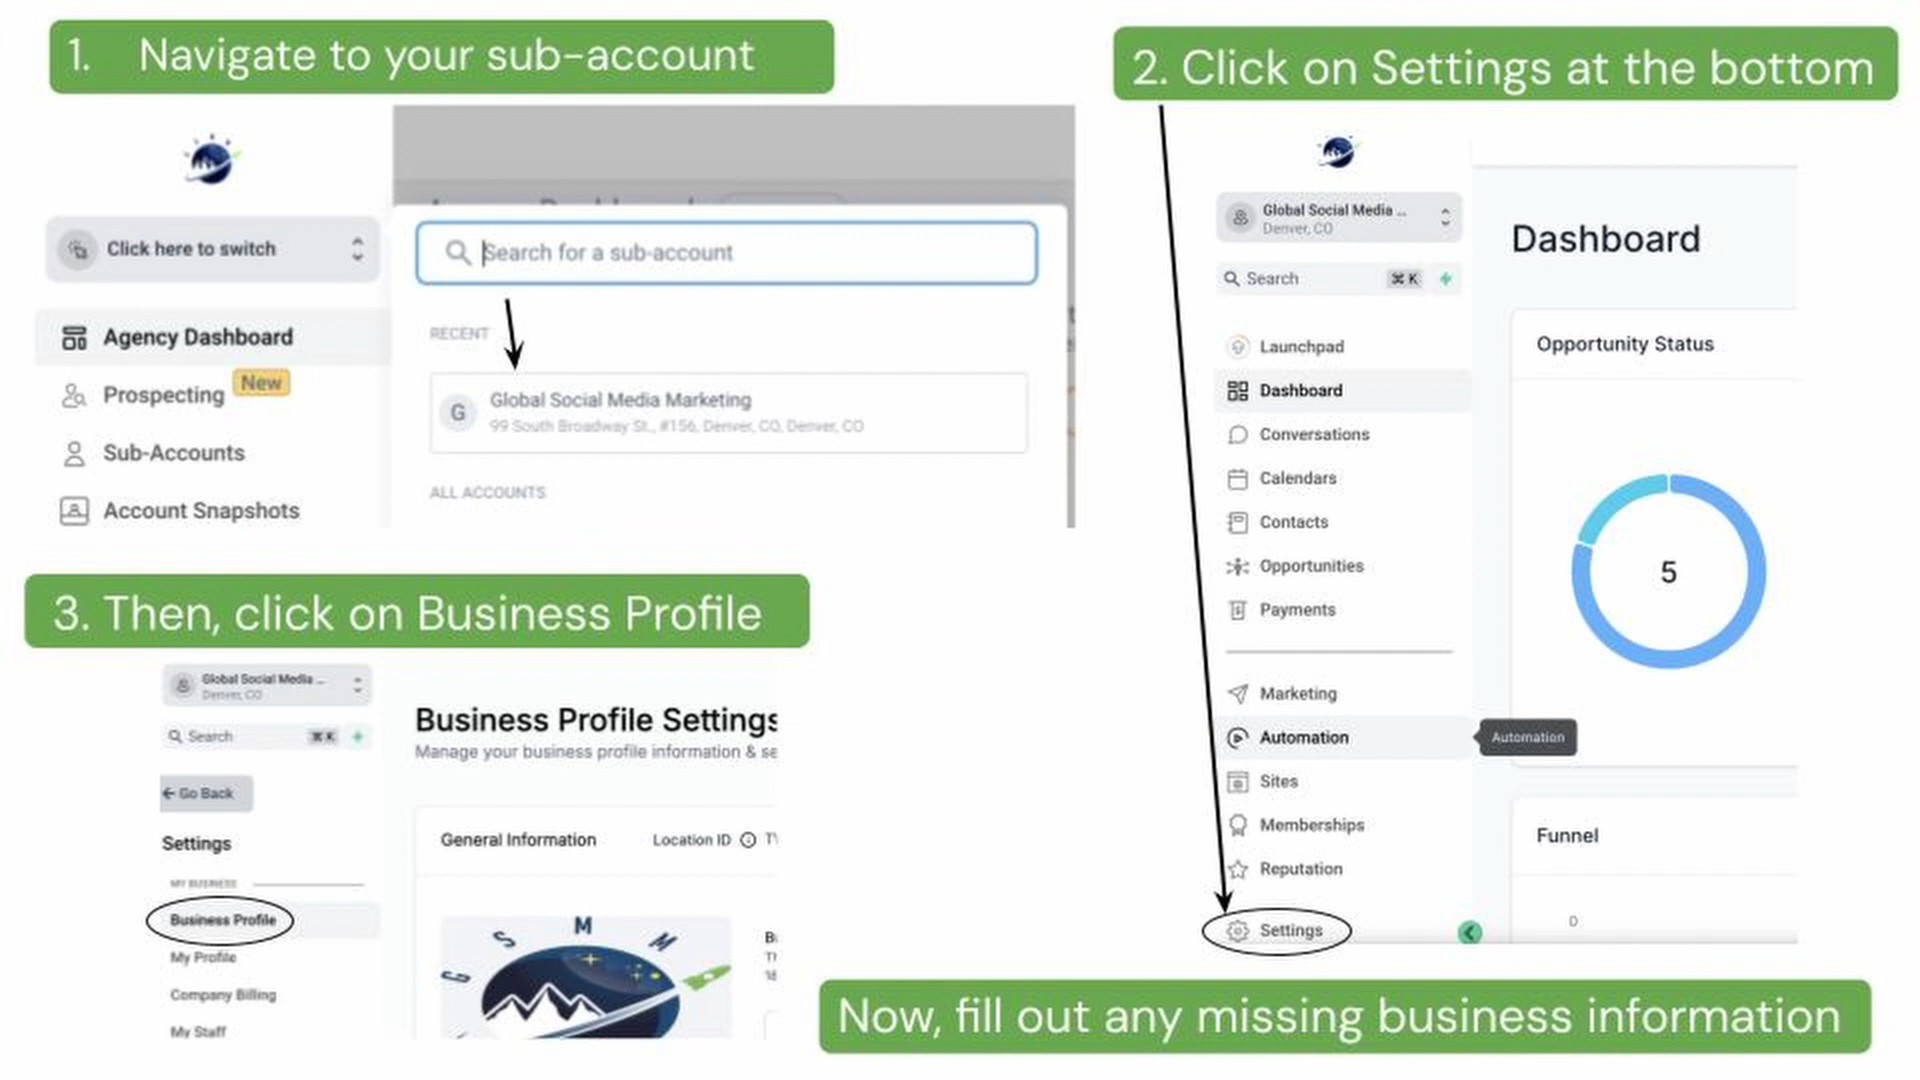 1. Navigate to your sub-account
Click here to switch
Agency Dashboard
Prospecting New
Sub-Accounts
Account Snapshots
Search for a sub-account
RECENT
G
Global Social Media Marketing
99 South Broadway St., #156, Denver, CO, Denver, CO
ALL ACCOUNTS
2. Click on Settings at the bottom
Global Social Media ...
Denver, CO
Search ⌘ K
Launchpad
Dashboard
Conversations
Calendars
Contacts
Opportunities
Payments
Marketing
Automation
Automation
Sites
Memberships
Reputation
Settings
Dashboard
Opportunity Status
5
Funnel
0
3. Then, click on Business Profile
Global Social Media ...
Denver, CO
Search ⌘ K
← Go Back
Settings
MY BUSINESS
Business Profile
My Profile
Company Billing
My Staff
Business Profile Settings
Manage your business profile information & se
General Information Location ID
G S M M
Now, fill out any missing business information